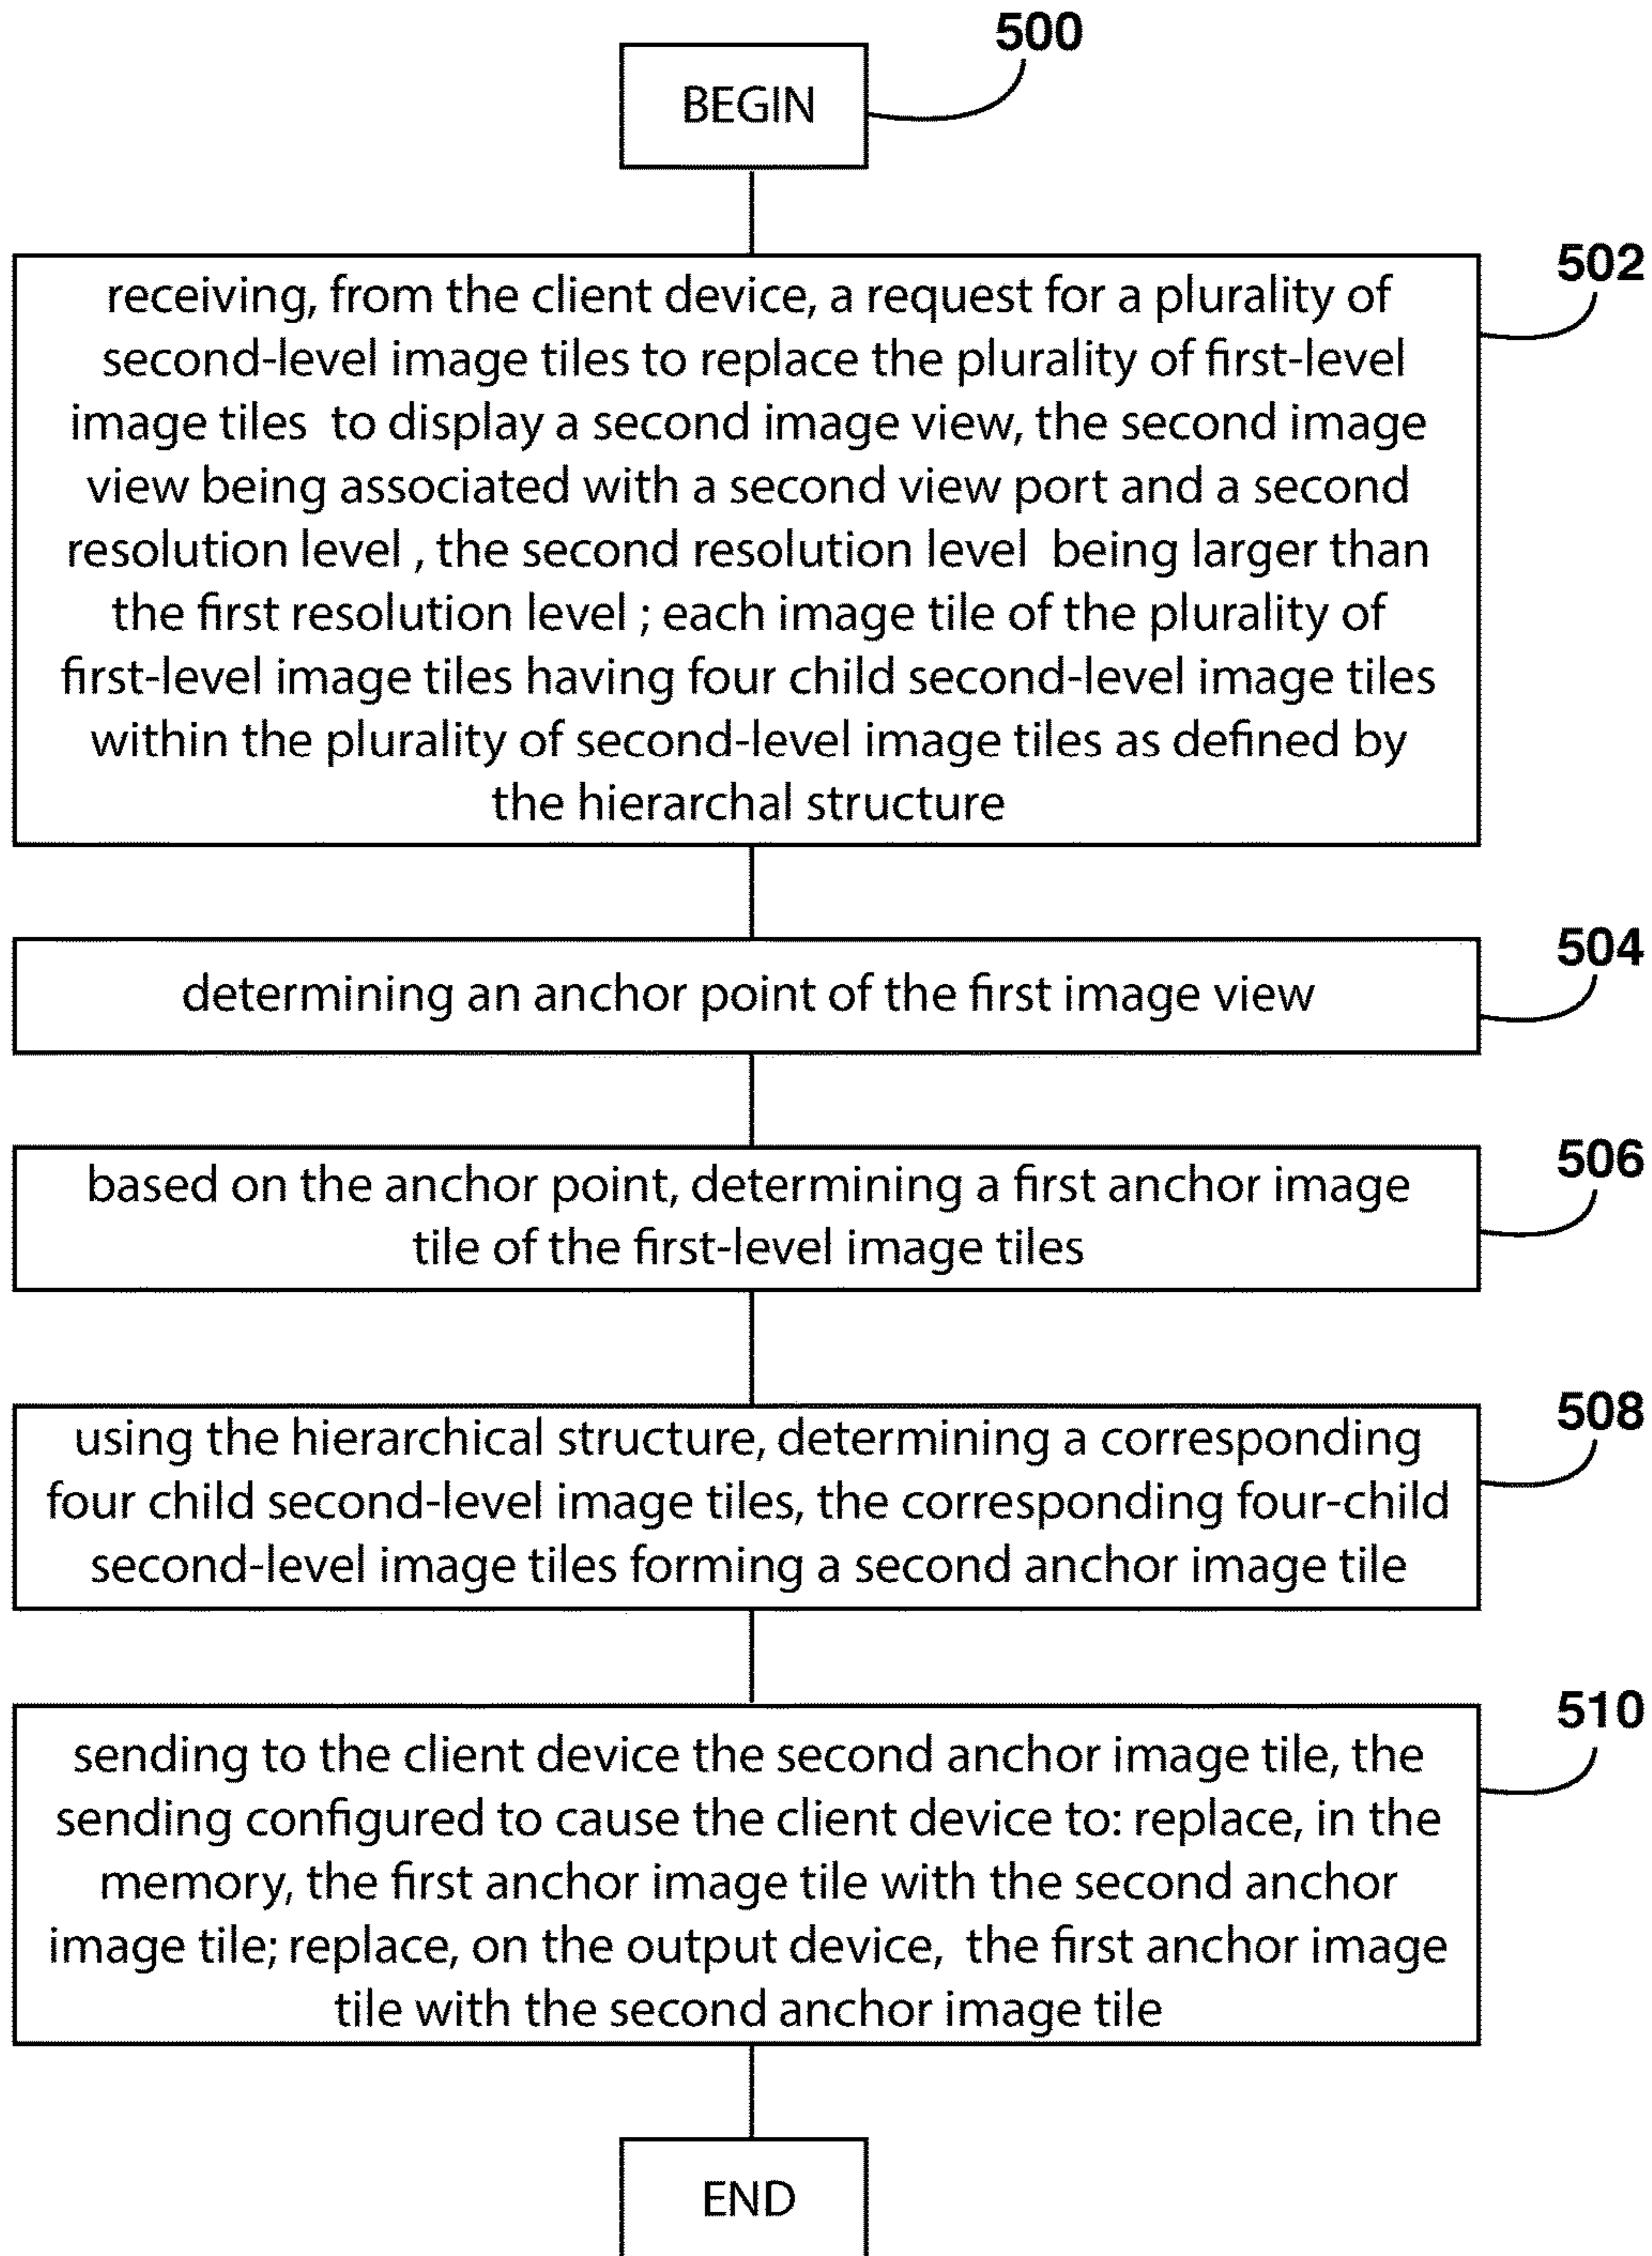 500
BEGIN
502
receiving, from the client device, a request for a plurality of
second-level image tiles to replace the plurality of first-level
image tiles to display a second image view, the second image
view being associated with a second view port and a second
resolution level , the second resolution level being larger than
the first resolution level ; each image tile of the plurality of
first-level image tiles having four child second-level image tiles
within the plurality of second-level image tiles as defined by
the hierarchal structure
504
determining an anchor point of the first image view
506
based on the anchor point, determining a first anchor image
tile of the first-level image tiles
508
using the hierarchical structure, determining a corresponding
four child second-level image tiles, the corresponding four-child
second-level image tiles forming a second anchor image tile
510
sending to the client device the second anchor image tile, the
sending configured to cause the client device to: replace, in the
memory, the first anchor image tile with the second anchor
image tile; replace, on the output device, the first anchor image
tile with the second anchor image tile
END